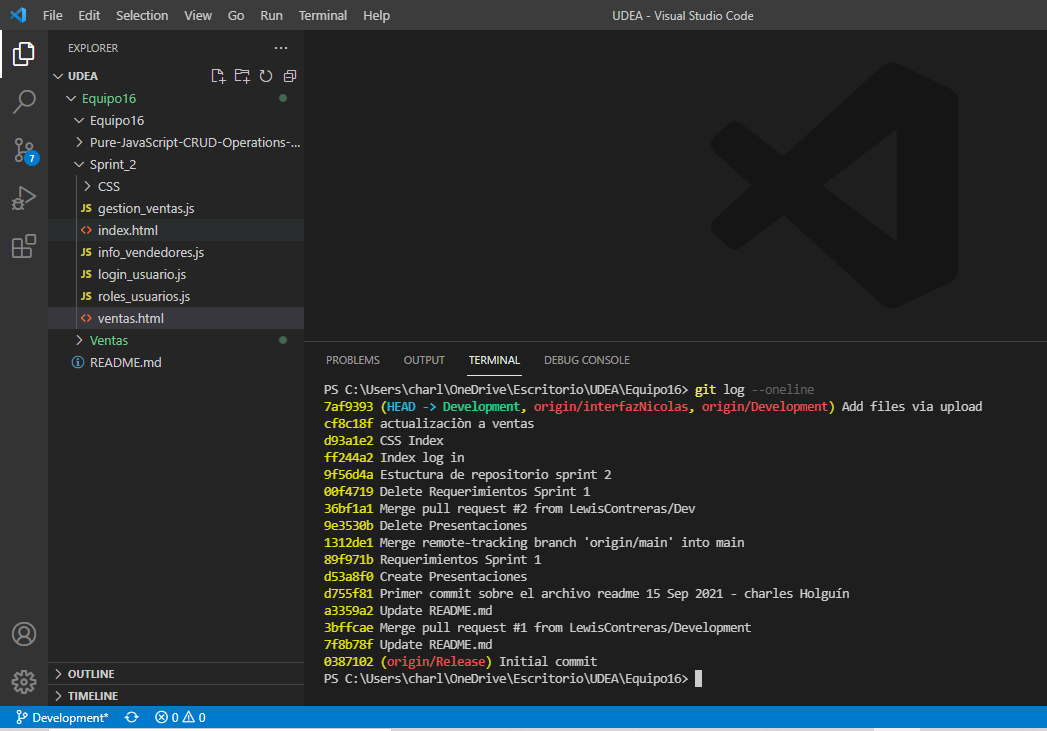 File Edit Selection View Go Run Terminal Help UDEA - Visual Studio Code
EXPLORER
UDEA
Equipo16
Equipo16
Pure-JavaScript-CRUD-Operations-...
Sprint_2
CSS
JS gestion_ventas.js
<> index.html
JS info_vendedores.js
JS login_usuario.js
JS roles_usuarios.js
<> ventas.html
Ventas
README.md
OUTLINE
TIMELINE
7
PROBLEMS OUTPUT TERMINAL DEBUG CONSOLE
PS C:\Users\charl\OneDrive\Escritorio\UDEA\Equipo16> git log --oneline
7af9393 (HEAD -> Development, origin/interfazNicolas, origin/Development) Add files via upload
cf8c18f actualizaciòn a ventas
d93a1e2 CSS Index
ff244a2 Index log in
9f56d4a Estuctura de repositorio sprint 2
00f4719 Delete Requerimientos Sprint 1
36bf1a1 Merge pull request #2 from LewisContreras/Dev
9e3530b Delete Presentaciones
1312de1 Merge remote-tracking branch 'origin/main' into main
89f971b Requerimientos Sprint 1
d53a8f0 Create Presentaciones
d755f81 Primer commit sobre el archivo readme 15 Sep 2021 - charles Holguín
a3359a2 Update README.md
3bffcae Merge pull request #1 from LewisContreras/Development
7f8b78f Update README.md
0387102 (origin/Release) Initial commit
PS C:\Users\charl\OneDrive\Escritorio\UDEA\Equipo16>
Development* 0 0